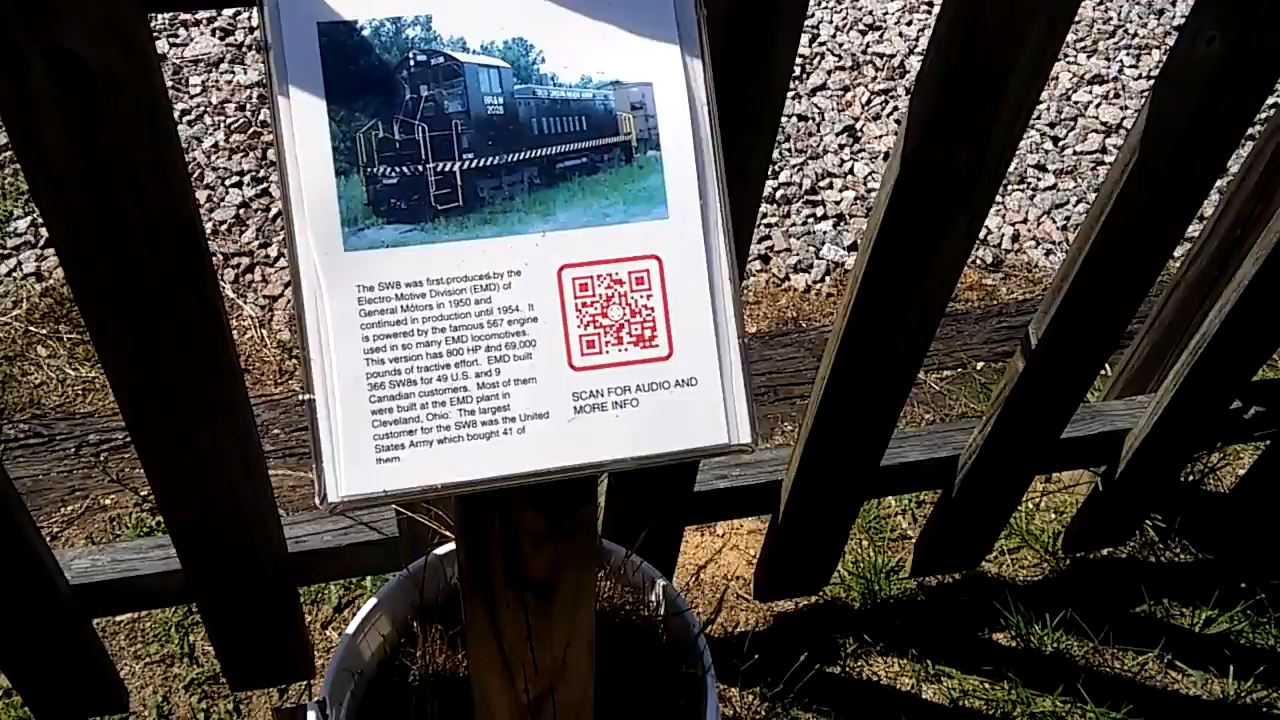 2028
BR&W
2028
The SW8 was first produced by the
Electro-Motive Division (EMD) of
General Motors in 1950 and
continued in production until 1954. It
is powered by the famous 567 engine
used in so many EMD locomotives.
This version has 800 HP and 69,000
pounds of tractive effort. EMD built
366 SW8s for 49 U.S. and 9
Canadian customers. Most of them
were built at the EMD plant in
Cleveland, Ohio. The largest
customer for the SW8 was the United
States Army which bought 41 of
them.
SCAN FOR AUDIO AND
MORE INFO